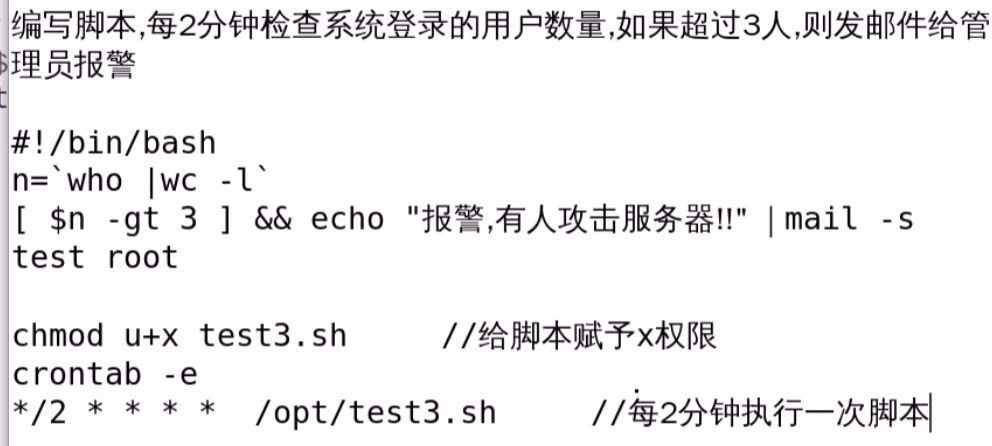 编写脚本,每2分钟检查系统登录的用户数量,如果超过3人,则发邮件给管
理员报警
#!/bin/bash
n=`who |wc -l`
[ $n -gt 3 ] && echo "报警,有人攻击服务器!!" |mail -s
test root
chmod u+x test3.sh //给脚本赋予x权限
crontab -e
*/2 * * * * /opt/test3.sh //每2分钟执行一次脚本